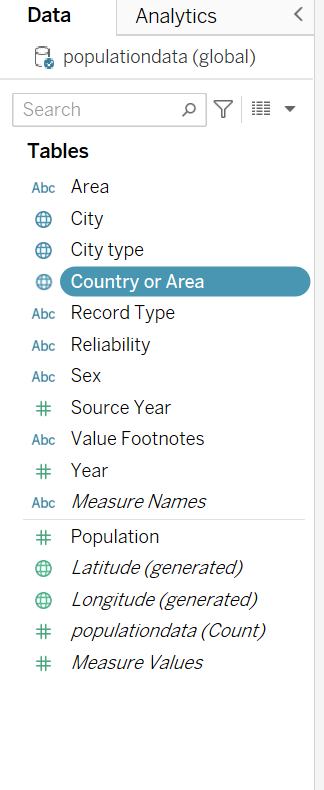 Data
Analytics
populationdata (global)
Search
Tables
Abc Area
City
City type
Country or Area
Abc Record Type
Abc Reliability
Abc Sex
# Source Year
Abc Value Footnotes
# Year
Abc Measure Names
# Population
Latitude (generated)
Longitude (generated)
# populationdata (Count)
# Measure Values